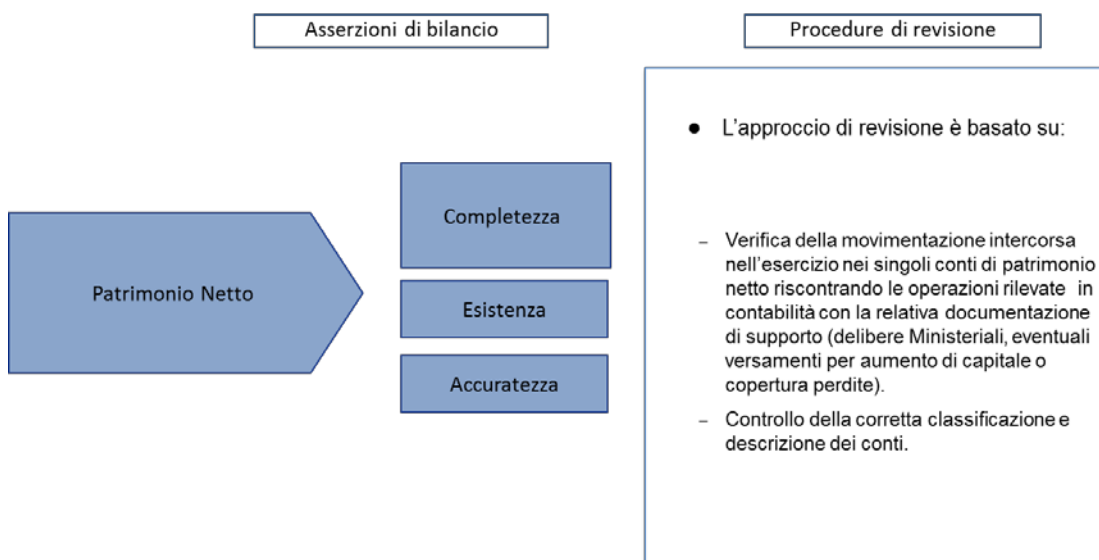 Asserzioni di bilancio
Procedure di revisione
Patrimonio Netto
Completezza
Esistenza
Accuratezza
● L'approccio di revisione è basato su:
– Verifica della movimentazione intercorsa
nell'esercizio nei singoli conti di patrimonio
netto riscontrando le operazioni rilevate in
contabilità con la relativa documentazione
di supporto (delibere Ministeriali, eventuali
versamenti per aumento di capitale o
copertura perdite).
– Controllo della corretta classificazione e
descrizione dei conti.